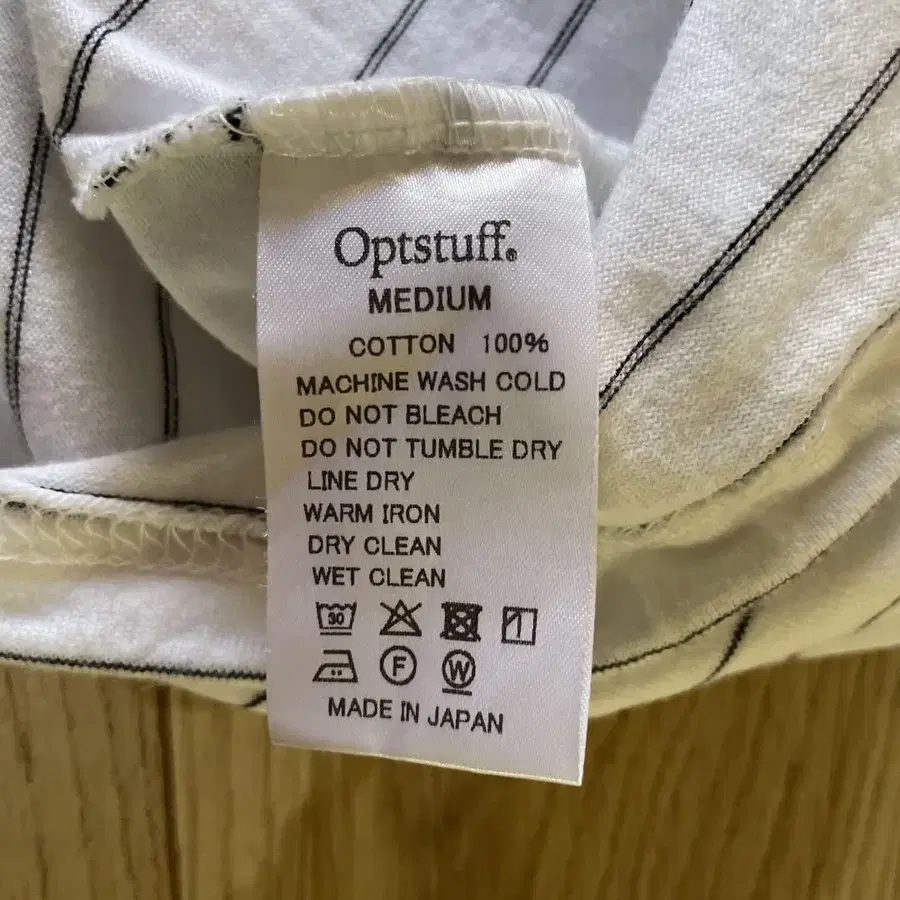 Optstuff®
MEDIUM
COTTON 100%
MACHINE WASH COLD
DO NOT BLEACH
DO NOT TUMBLE DRY
LINE DRY
WARM IRON
DRY CLEAN
WET CLEAN
30
F W
MADE IN JAPAN